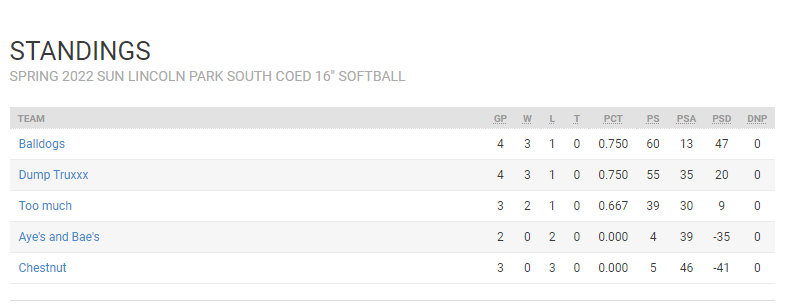 STANDINGS
SPRING 2022 SUN LINCOLN PARK SOUTH COED 16" SOFTBALL
TEAM GP W L T PCT PS PSA PSD DNP
Balldogs 4 3 1 0 0.750 60 13 47 0
Dump Truxxx 4 3 1 0 0.750 55 35 20 0
Too much 3 2 1 0 0.667 39 30 9 0
Aye's and Bae's 2 0 2 0 0.000 4 39 -35 0
Chestnut 3 0 3 0 0.000 5 46 -41 0